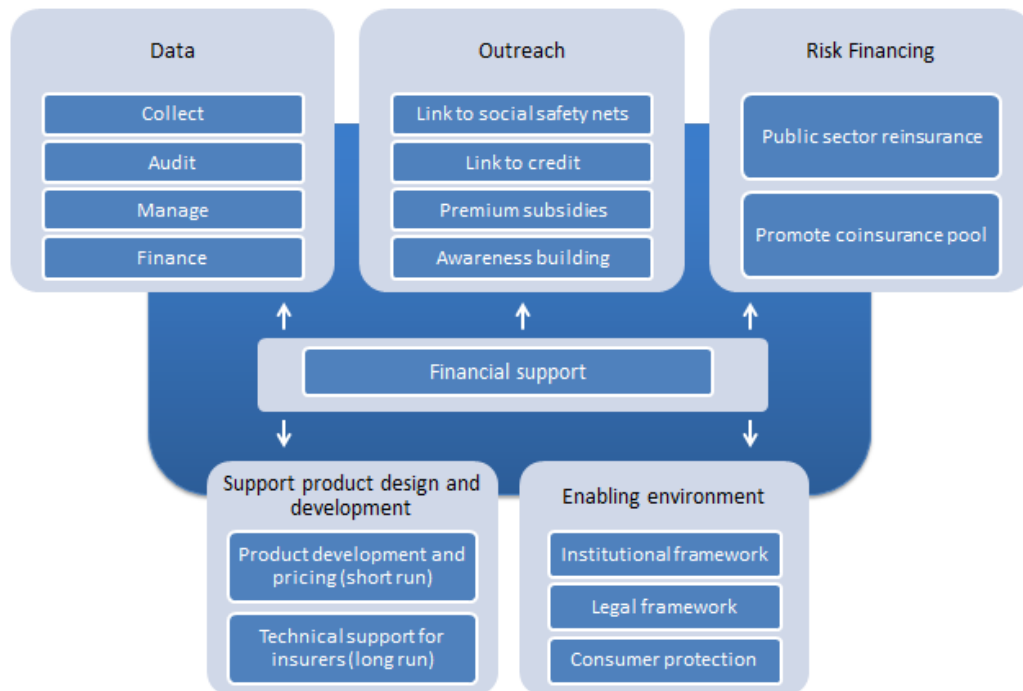 Data
Collect
Audit
Manage
Finance
Outreach
Link to social safety nets
Link to credit
Premium subsidies
Awareness building
Risk Financing
Public sector reinsurance
Promote coinsurance pool
Financial support
Support product design and
development
Product development and
pricing (short run)
Technical support for
insurers (long run)
Enabling environment
Institutional framework
Legal framework
Consumer protection